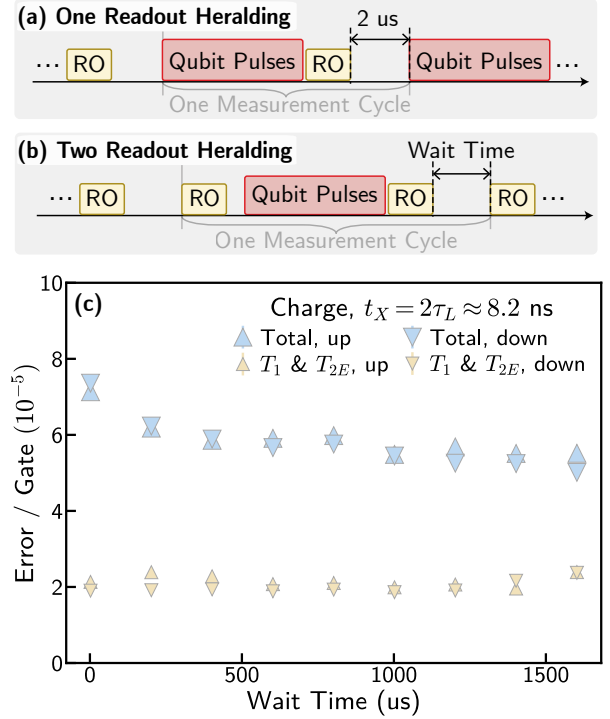 (a) One Readout Heralding
2 us
... RO Qubit Pulses RO Qubit Pulses ...
One Measurement Cycle
(b) Two Readout Heralding
Wait Time
... RO RO Qubit Pulses RO RO ...
One Measurement Cycle
(c)
Charge, t_X = 2τ_L ≈ 8.2 ns
Total, up
Total, down
T_1 & T_{2E}, up
T_1 & T_{2E}, down
Error / Gate (10^{-5})
10
8
6
4
2
0
0 500 1000 1500
Wait Time (us)